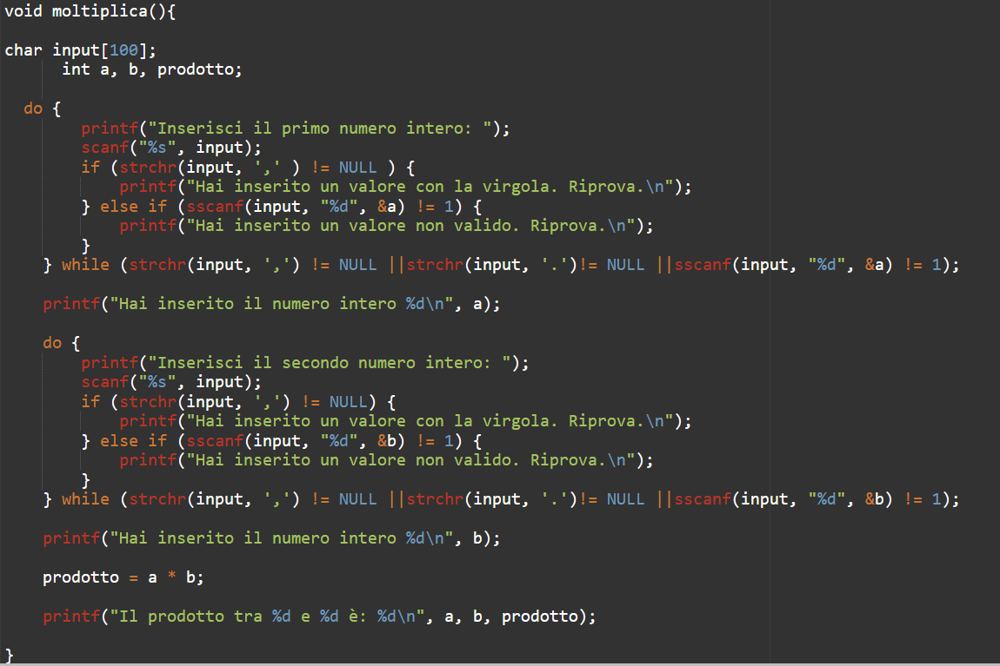 void moltiplica(){
char input[100];
int a, b, prodotto;
do {
printf("Inserisci il primo numero intero: ");
scanf("%s", input);
if (strchr(input, ',' ) != NULL ) {
printf("Hai inserito un valore con la virgola. Riprova.\n");
} else if (sscanf(input, "%d", &a) != 1) {
printf("Hai inserito un valore non valido. Riprova.\n");
}
} while (strchr(input, ',') != NULL ||strchr(input, '.')!= NULL ||sscanf(input, "%d", &a) != 1);
printf("Hai inserito il numero intero %d\n", a);
do {
printf("Inserisci il secondo numero intero: ");
scanf("%s", input);
if (strchr(input, ',') != NULL) {
printf("Hai inserito un valore con la virgola. Riprova.\n");
} else if (sscanf(input, "%d", &b) != 1) {
printf("Hai inserito un valore non valido. Riprova.\n");
}
} while (strchr(input, ',') != NULL ||strchr(input, '.')!= NULL ||sscanf(input, "%d", &b) != 1);
printf("Hai inserito il numero intero %d\n", b);
prodotto = a * b;
printf("Il prodotto tra %d e %d è: %d\n", a, b, prodotto);
}